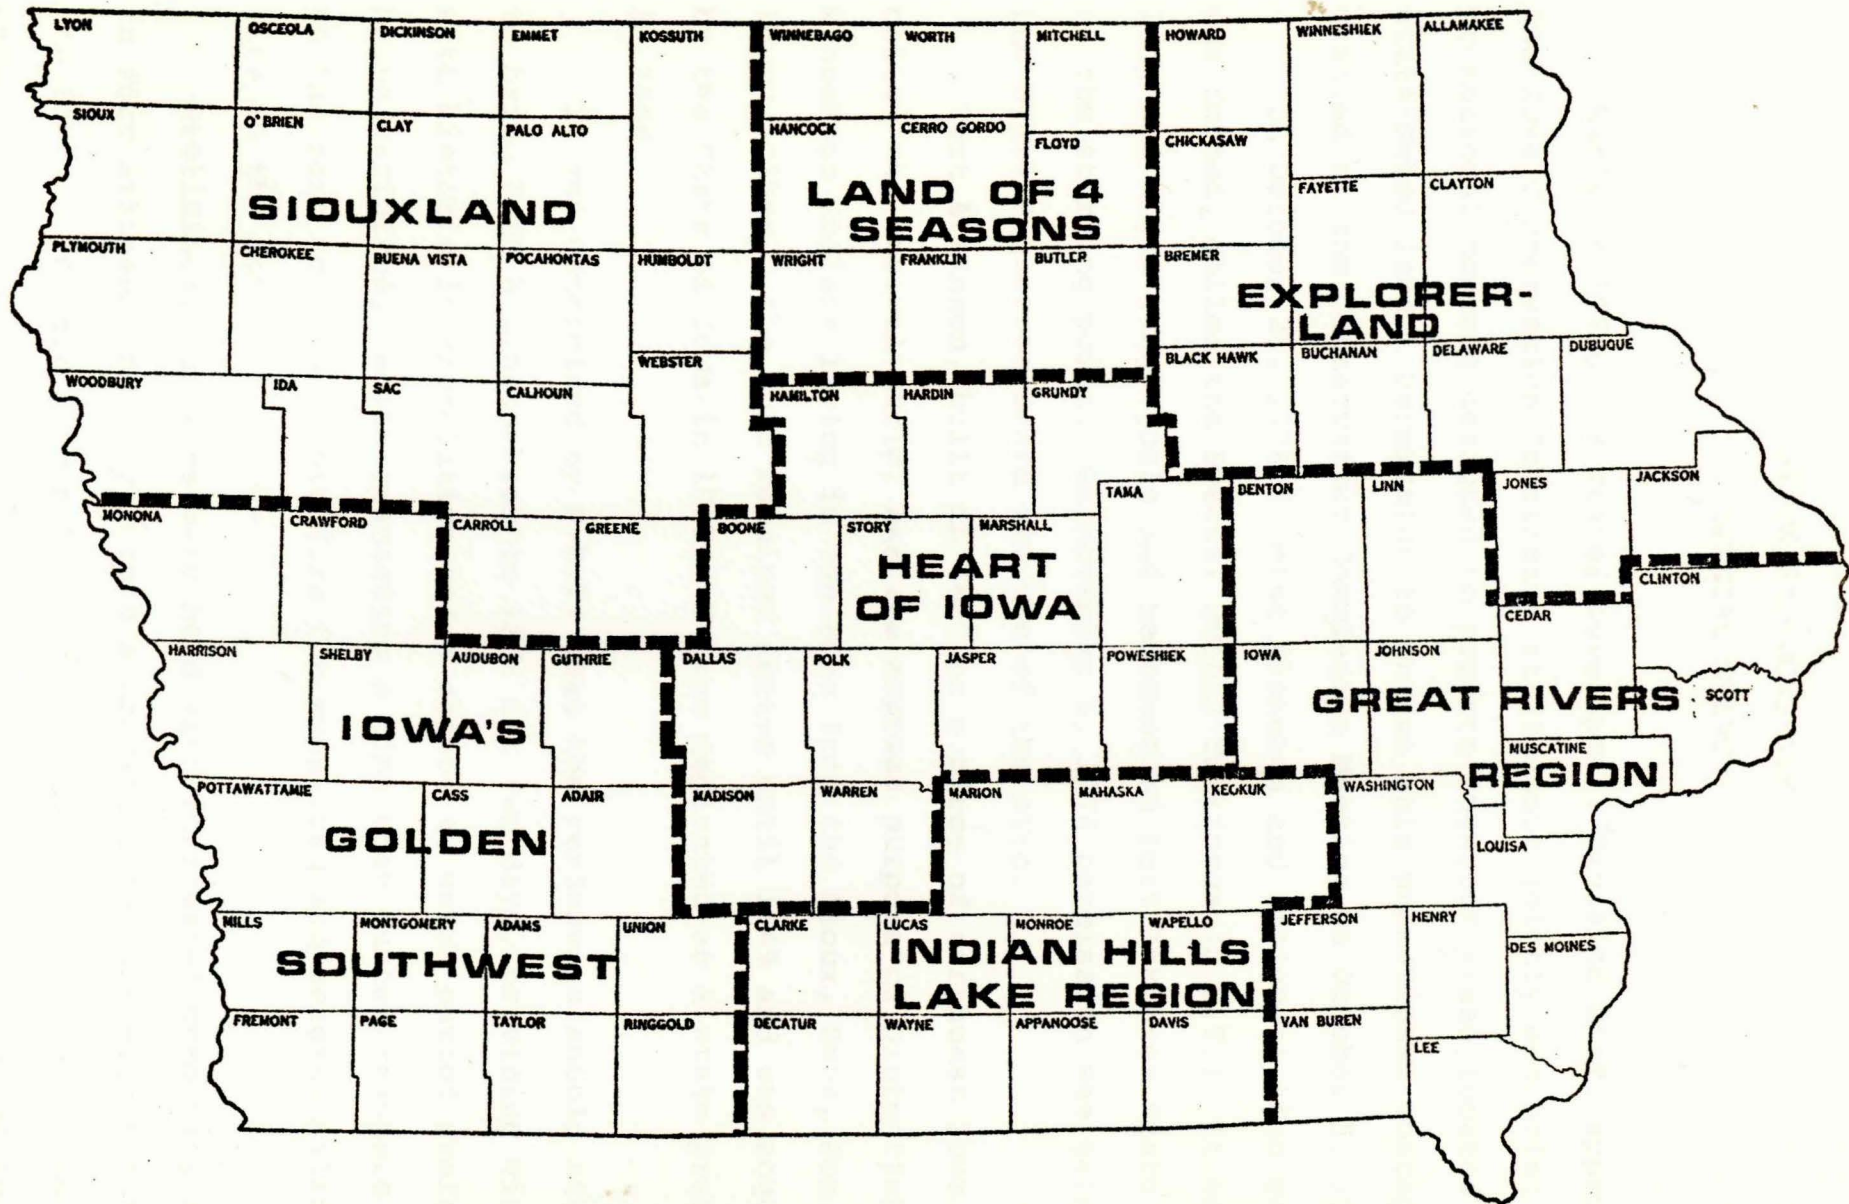 LYON OSCEOLA DICKINSON EMMET KOSSUTH WINNEBAGO WORTH MITCHELL HOWARD WINNESHIEK ALLAMAKEE
SIOUX O'BRIEN CLAY PALO ALTO HANCOCK CERRO GORDO FLOYD CHICKASAW
FAYETTE CLAYTON
SIOUXLAND
LAND OF 4
SEASONS
PLYMOUTH CHEROKEE BUENA VISTA POCAHONTAS HUMBOLDT WRIGHT FRANKLIN BUTLER BREMER
EXPLORER-
LAND
WEBSTER BLACK HAWK BUCHANAN DELAWARE DUBUQUE
WOODBURY IDA SAC CALHOUN HAMILTON HARDIN GRUNDY
TAMA BENTON LINN JONES JACKSON
MONONA CRAWFORD CARROLL GREENE BOONE STORY MARSHALL
HEART
OF IOWA
CLINTON
CEDAR
HARRISON SHELBY AUDUBON GUTHRIE DALLAS POLK JASPER POWESHIEK IOWA JOHNSON
SCOTT
GREAT RIVERS
REGION
MUSCATINE
IOWA'S
GOLDEN
SOUTHWEST
POTTAWATTAMIE CASS ADAIR MADISON WARREN MARION MAHASKA KEOKUK WASHINGTON
LOUISA
MILLS MONTGOMERY ADAMS UNION CLARKE LUCAS MONROE WAPELLO JEFFERSON HENRY
DES MOINES
INDIAN HILLS
LAKE REGION
FREMONT PAGE TAYLOR RINGGOLD DECATUR WAYNE APPANOOSE DAVIS VAN BUREN
LEE